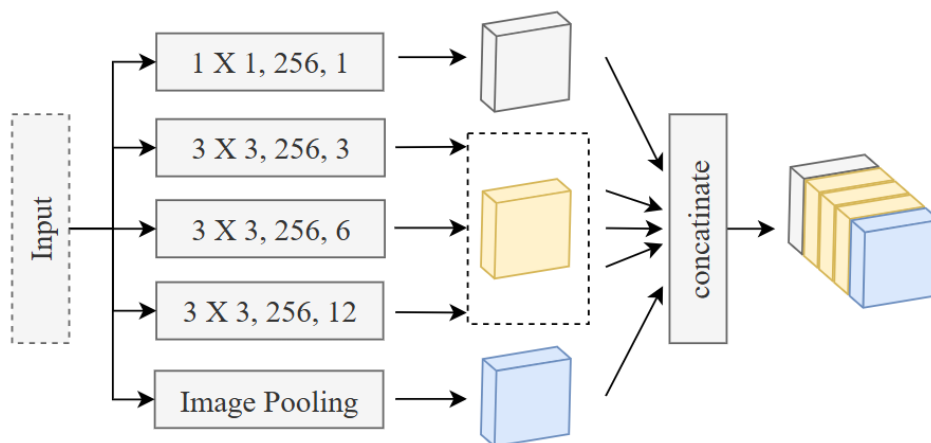 Input
1 X 1, 256, 1
3 X 3, 256, 3
3 X 3, 256, 6
3 X 3, 256, 12
Image Pooling
concatinate